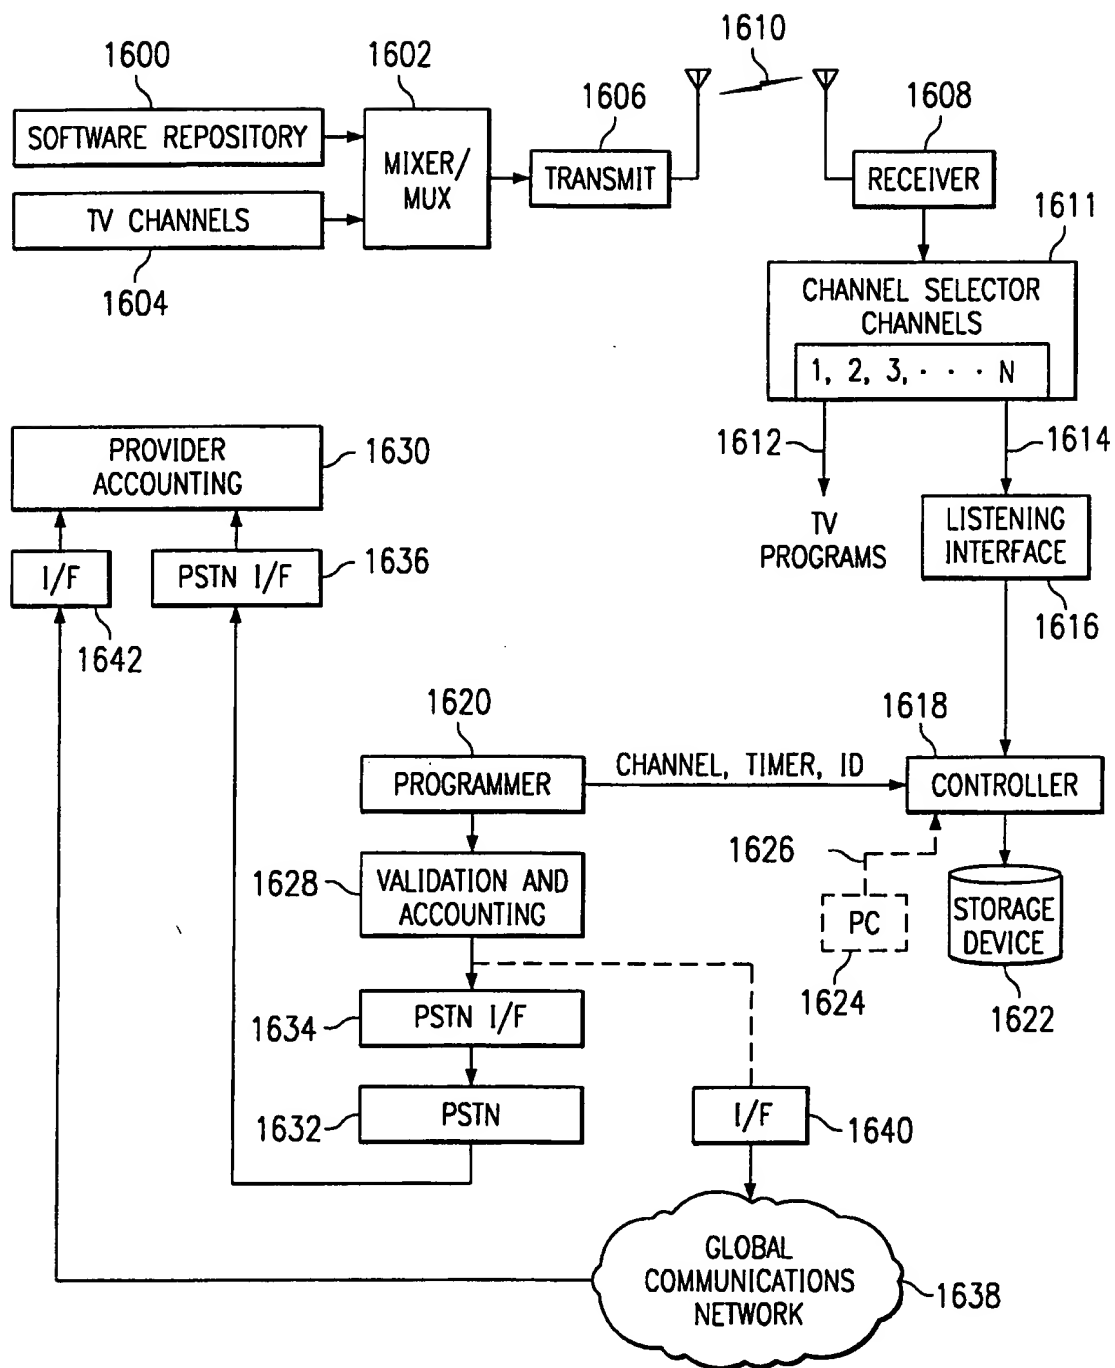 1600
1602
1610
1606
1608
SOFTWARE REPOSITORY
MIXER/
MUX
TRANSMIT
RECEIVER
TV CHANNELS
1604
1611
CHANNEL SELECTOR
CHANNELS
1, 2, 3, · · · N
1612
1614
PROVIDER
ACCOUNTING
1630
TV
PROGRAMS
LISTENING
INTERFACE
I/F
PSTN I/F
1636
1642
1616
1620
1618
PROGRAMMER
CHANNEL, TIMER, ID
CONTROLLER
1626
1628
VALIDATION AND
ACCOUNTING
PC
STORAGE
DEVICE
1624
1622
1634
PSTN I/F
1632
PSTN
I/F
1640
GLOBAL
COMMUNICATIONS
NETWORK
1638